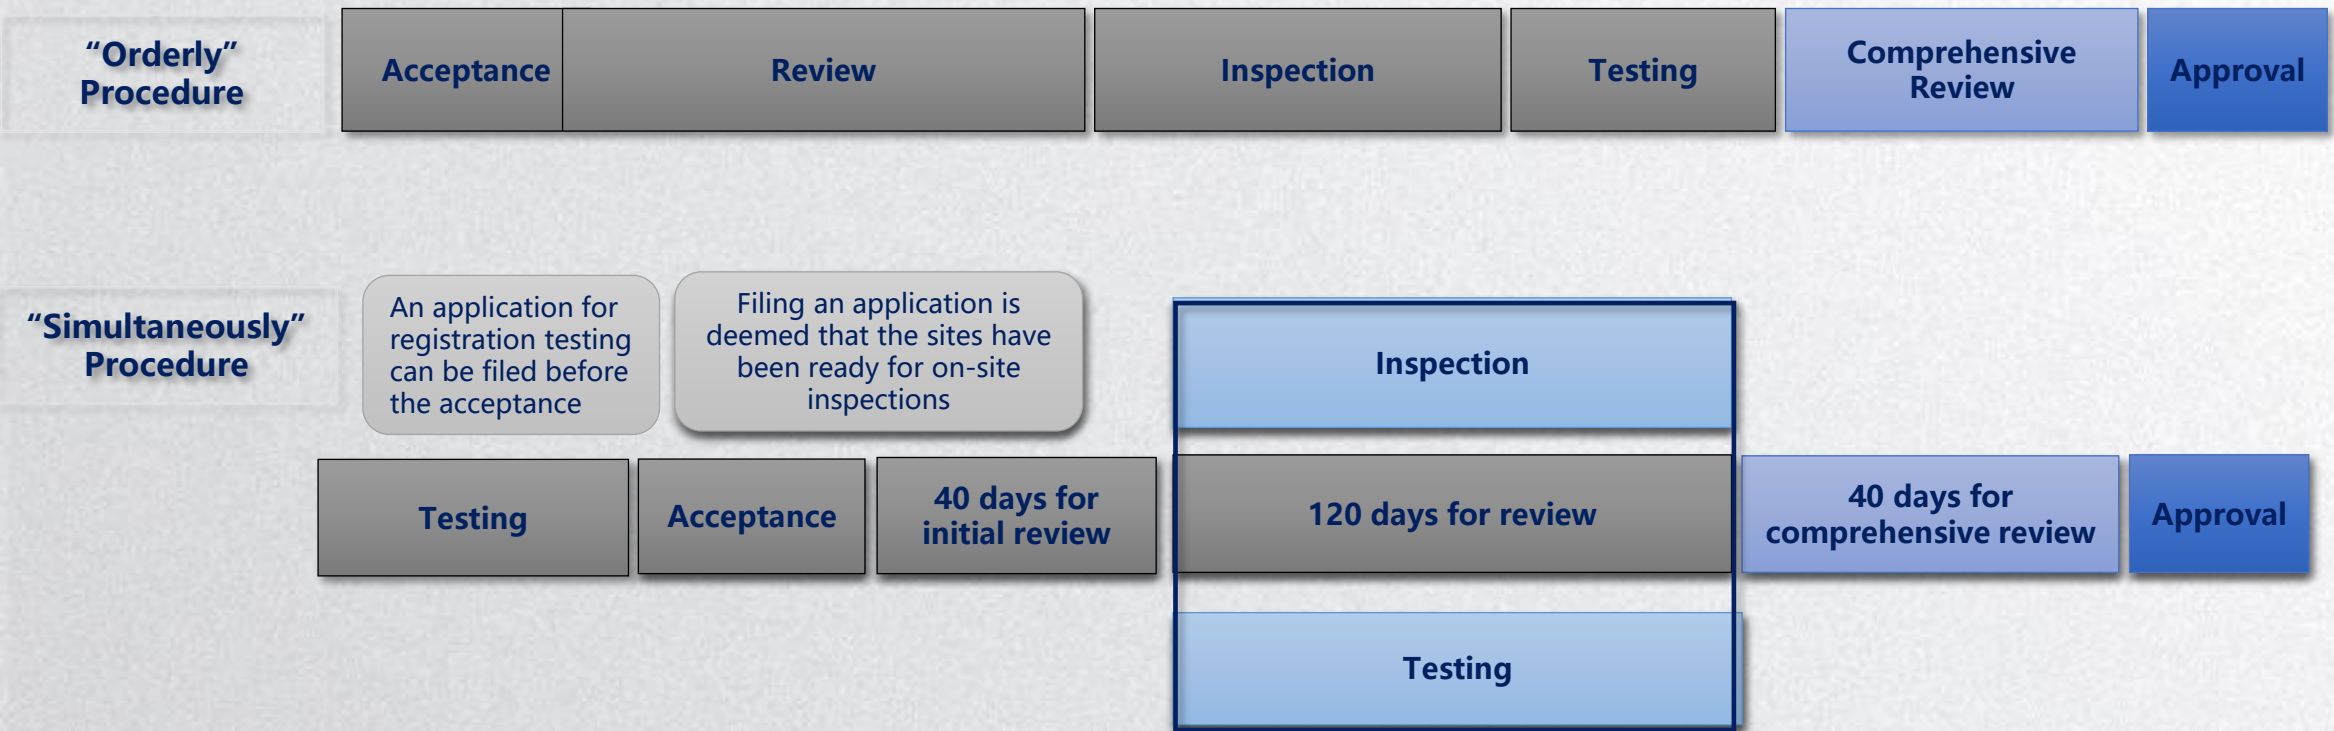 “Orderly”
Procedure
Acceptance
Review
Inspection
Testing
Comprehensive
Review
Approval
“Simultaneously”
Procedure
An application for
registration testing
can be filed before
the acceptance
Filing an application is
deemed that the sites have
been ready for on-site
inspections
Inspection
Testing
Acceptance
40 days for
initial review
120 days for review
40 days for
comprehensive review
Approval
Testing